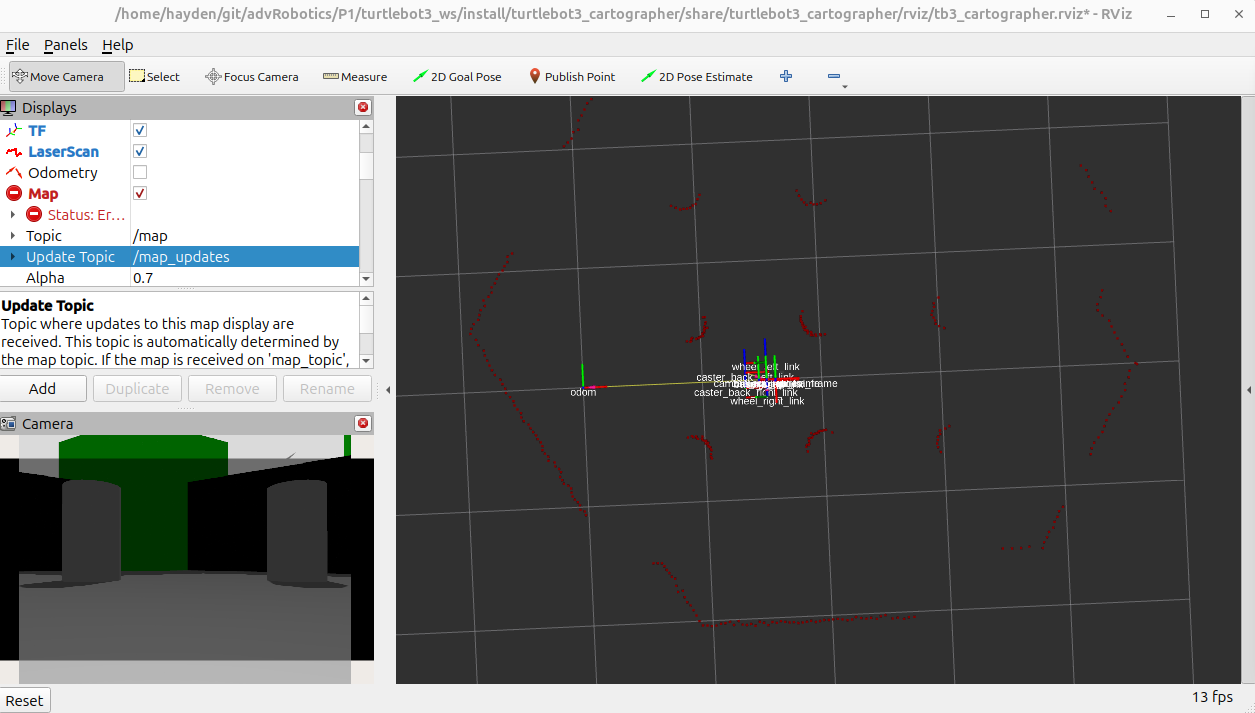 /home/hayden/git/advRobotics/P1/turtlebot3_ws/install/turtlebot3_cartographer/share/turtlebot3_cartographer/rviz/tb3_cartographer.rviz* - RViz
File Panels Help
Move Camera Select Focus Camera Measure 2D Goal Pose Publish Point 2D Pose Estimate
Displays
TF
LaserScan
Odometry
Map
Status: Er...
Topic /map
Update Topic /map_updates
Alpha 0.7
Update Topic
Topic where updates to this map display are
received. This topic is automatically determined by
the map topic. If the map is received on 'map_topic',
Add Duplicate Remove Rename
Camera
odom
wheel_left_link
caster_back_left_link
caster_back_right_link
wheel_right_link
Reset
13 fps